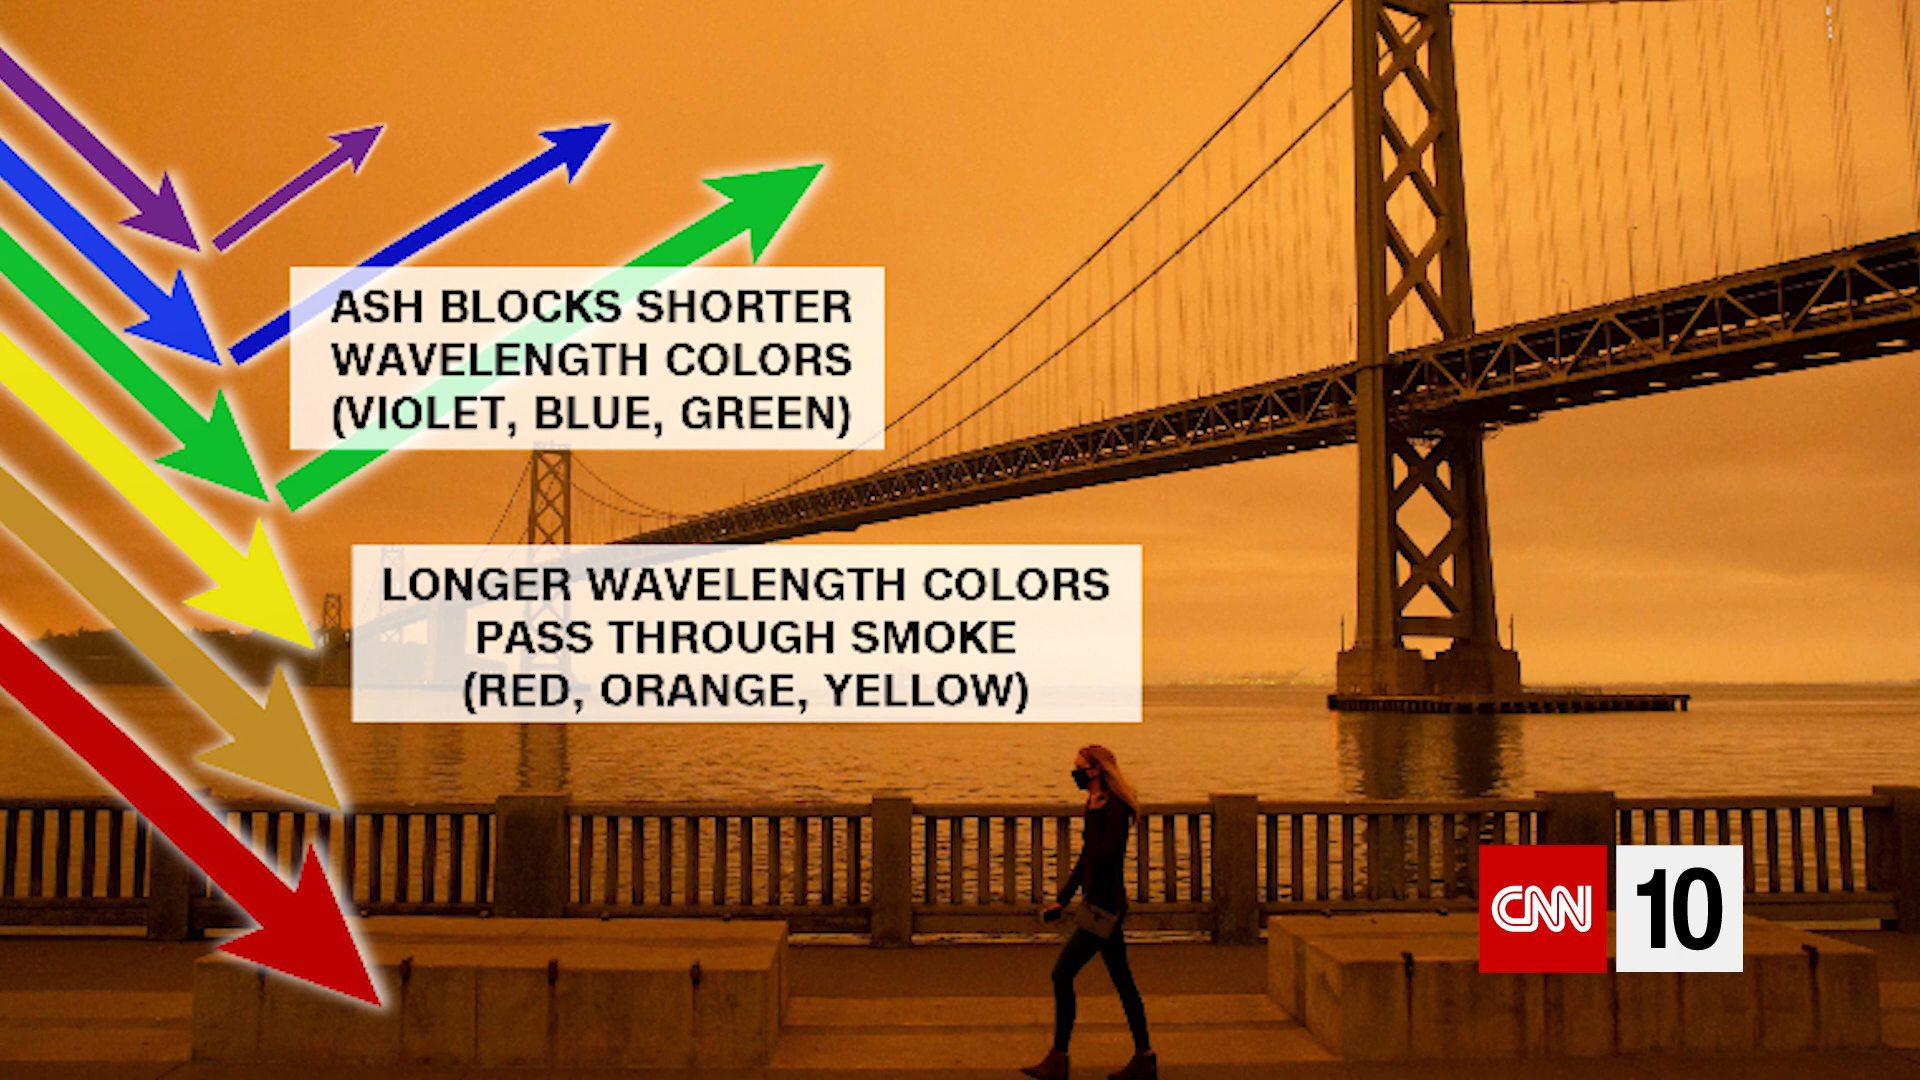 ASH BLOCKS SHORTER
WAVELENGTH COLORS
(VIOLET, BLUE, GREEN)
LONGER WAVELENGTH COLORS
PASS THROUGH SMOKE
(RED, ORANGE, YELLOW)
CNN 10